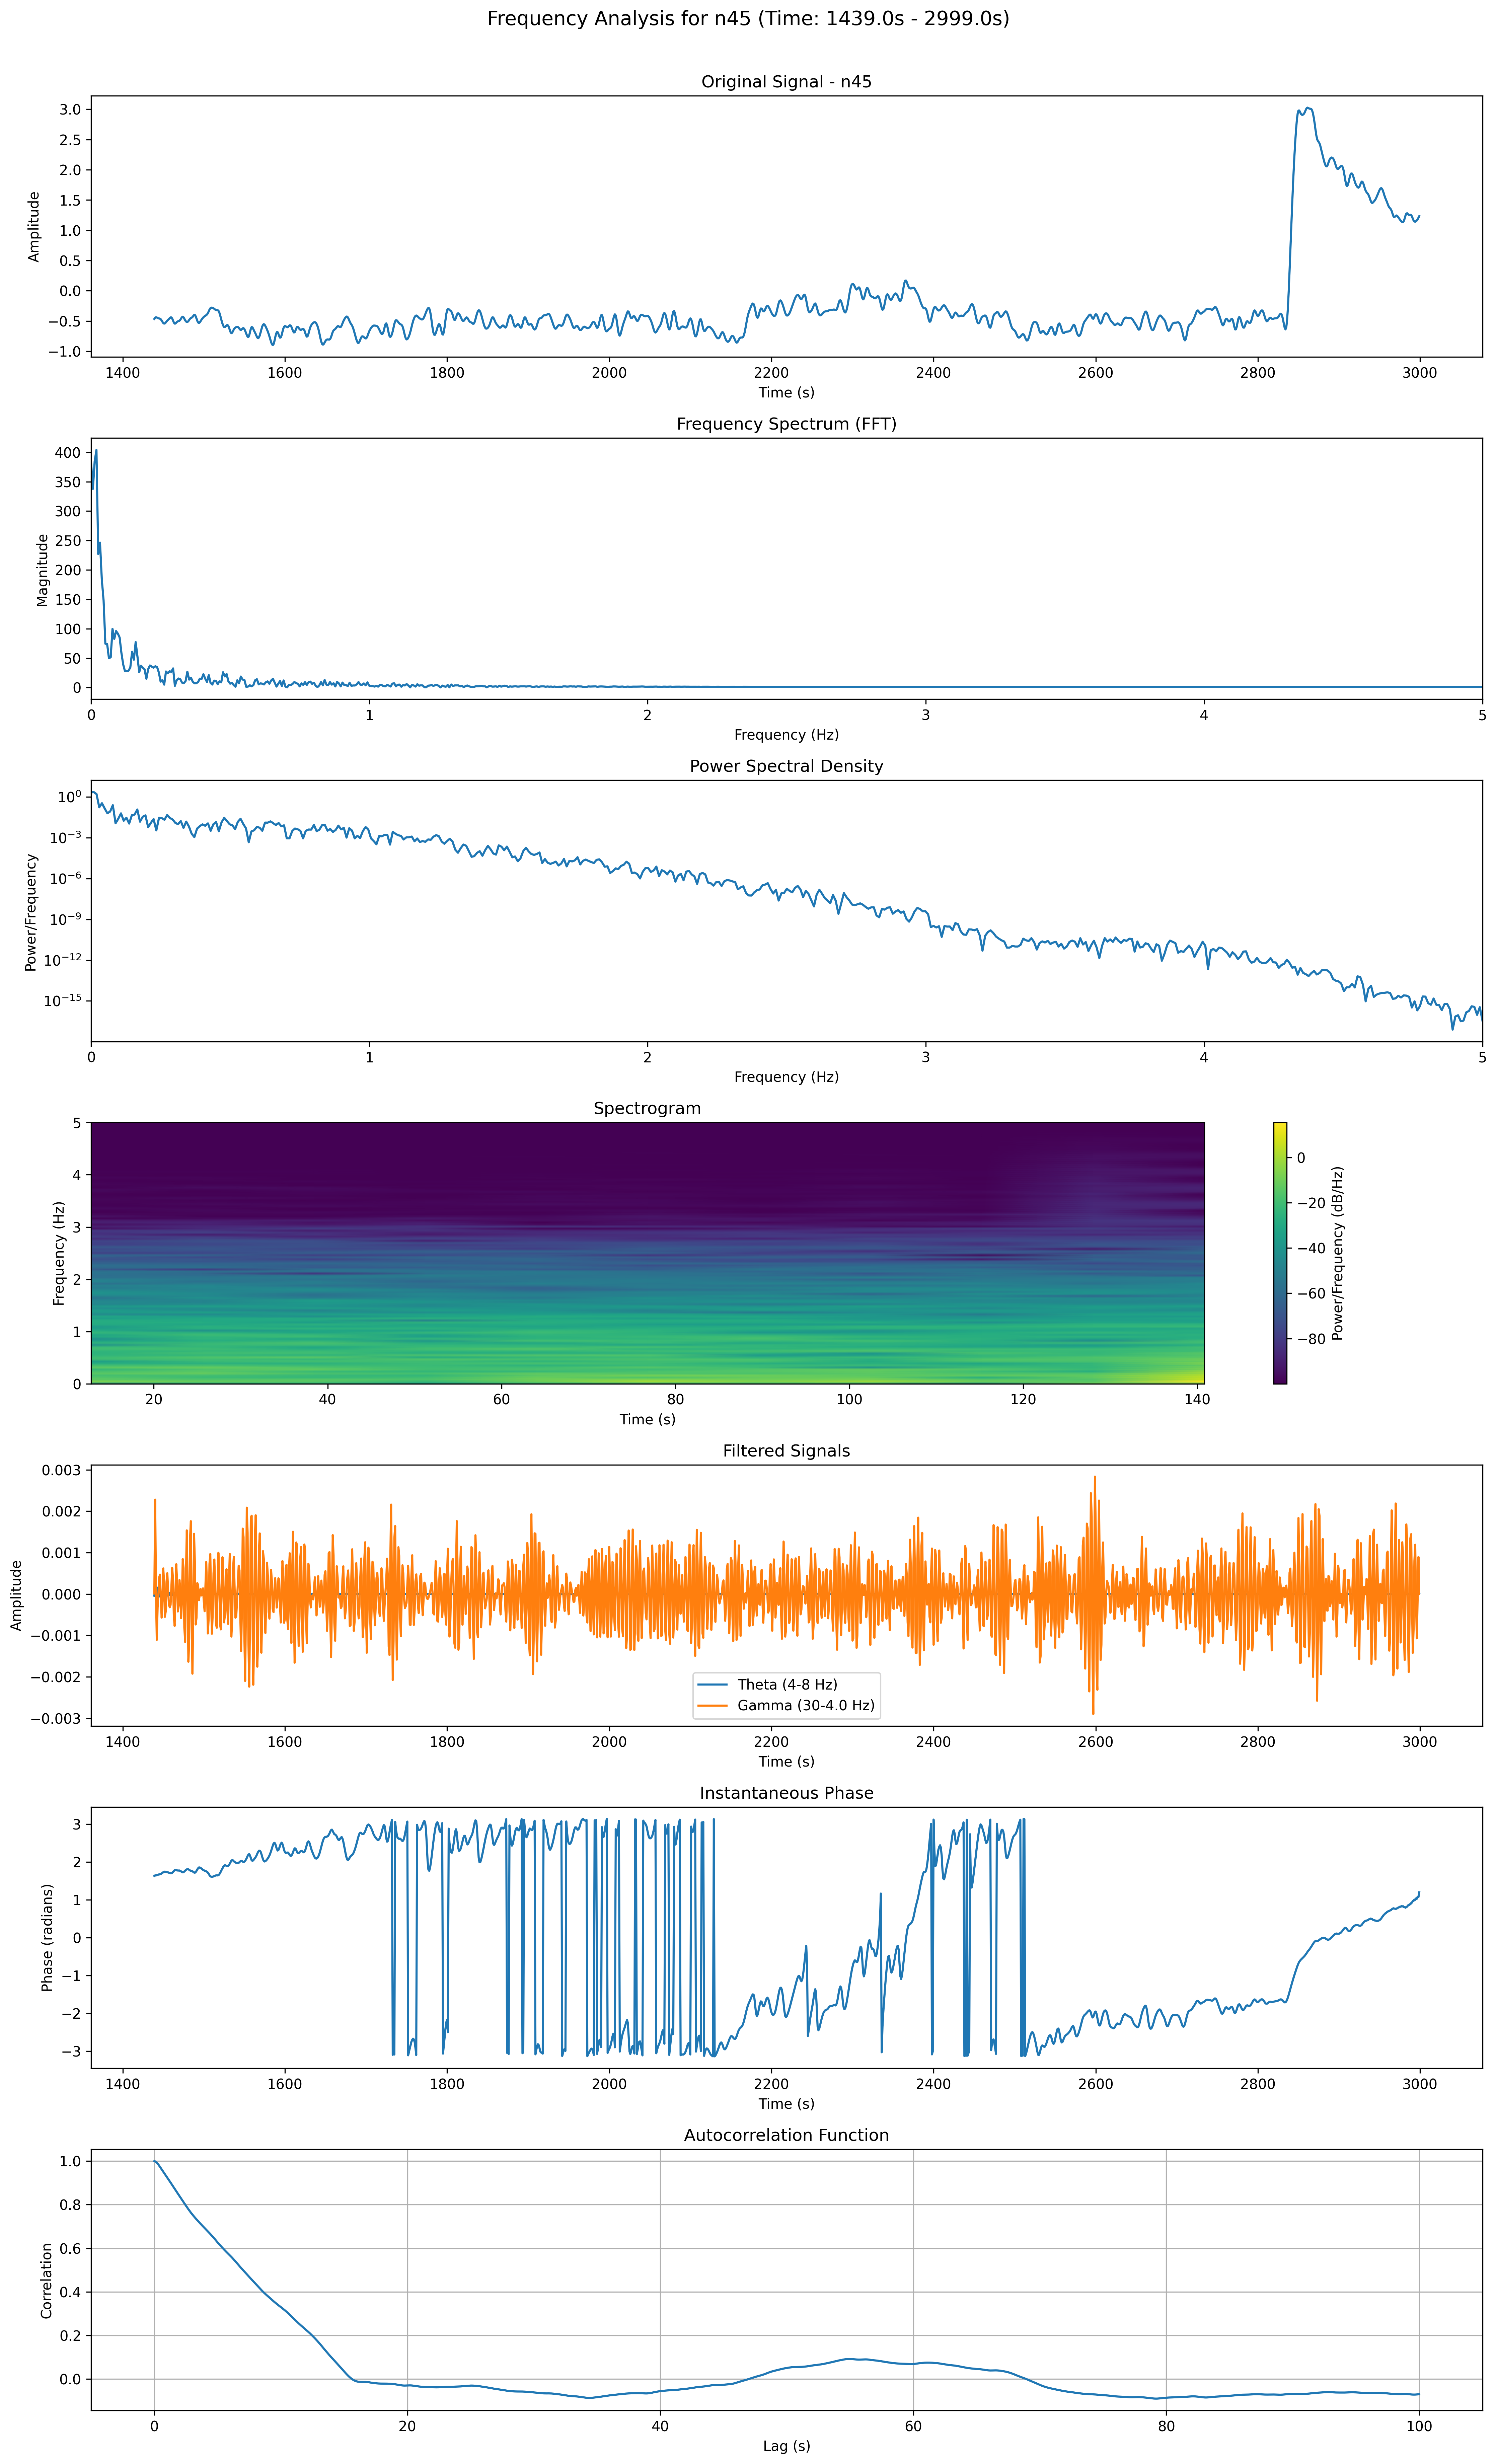 Frequency Analysis for n45 (Time: 1439.0s - 2999.0s)
Original Signal - n45
Amplitude
3.0
2.5
2.0
1.5
1.0
0.5
0.0
−0.5
−1.0
1400 1600 1800 2000 2200 2400 2600 2800 3000
Time (s)
Frequency Spectrum (FFT)
Magnitude
400
350
300
250
200
150
100
50
0
0 1 2 3 4 5
Frequency (Hz)
Power Spectral Density
Power/Frequency
10⁰
10⁻³
10⁻⁶
10⁻⁹
10⁻¹²
10⁻¹⁵
0 1 2 3 4 5
Frequency (Hz)
Spectrogram
Frequency (Hz)
5
4
3
2
1
0
20 40 60 80 100 120 140
Time (s)
0
−20
−40
−60
−80
Power/Frequency (dB/Hz)
Filtered Signals
Amplitude
0.003
0.002
0.001
0.000
−0.001
−0.002
−0.003
Theta (4-8 Hz)
Gamma (30-4.0 Hz)
1400 1600 1800 2000 2200 2400 2600 2800 3000
Time (s)
Instantaneous Phase
Phase (radians)
3
2
1
0
−1
−2
−3
1400 1600 1800 2000 2200 2400 2600 2800 3000
Time (s)
Autocorrelation Function
Correlation
1.0
0.8
0.6
0.4
0.2
0.0
0 20 40 60 80 100
Lag (s)